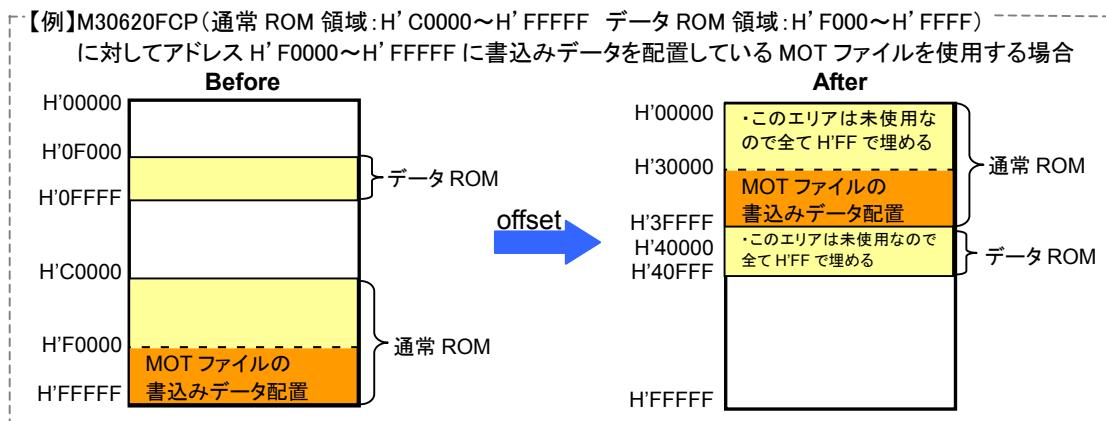 【例】M30620FCP（通常 ROM 領域：H’C0000～H’FFFFF データ ROM 領域：H’F000～H’FFFF）
に対してアドレス H’F0000～H’FFFFF に書込みデータを配置している MOT ファイルを使用する場合
Before
H'00000
H'0F000
H'0FFFF
データ ROM
H'C0000
H'F0000
通常 ROM
MOT ファイルの
書込みデータ配置
H'FFFFF
offset
After
H'00000
・このエリアは未使用な
ので全て H'FF で埋める
H'30000
通常 ROM
MOT ファイルの
書込みデータ配置
H'3FFFF
H'40000
・このエリアは未使用なので
全て H'FF で埋める
データ ROM
H'40FFF
H'FFFFF